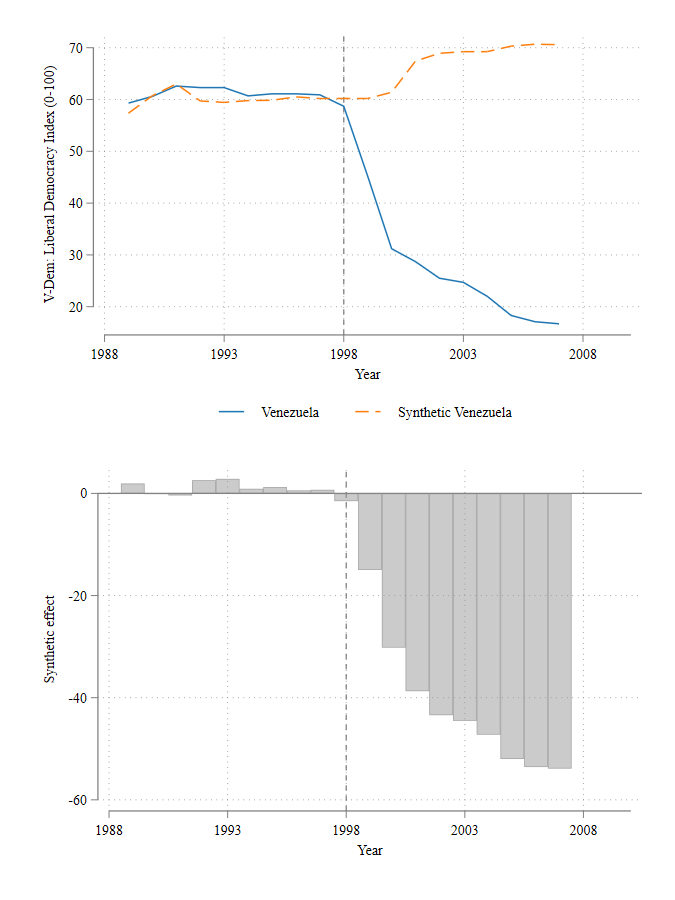 V-Dem: Liberal Democracy Index (0-100)
70
60
50
40
30
20
1988 1993 1998 2003 2008
Year
Venezuela Synthetic Venezuela
Synthetic effect
0
-20
-40
-60
1988 1993 1998 2003 2008
Year